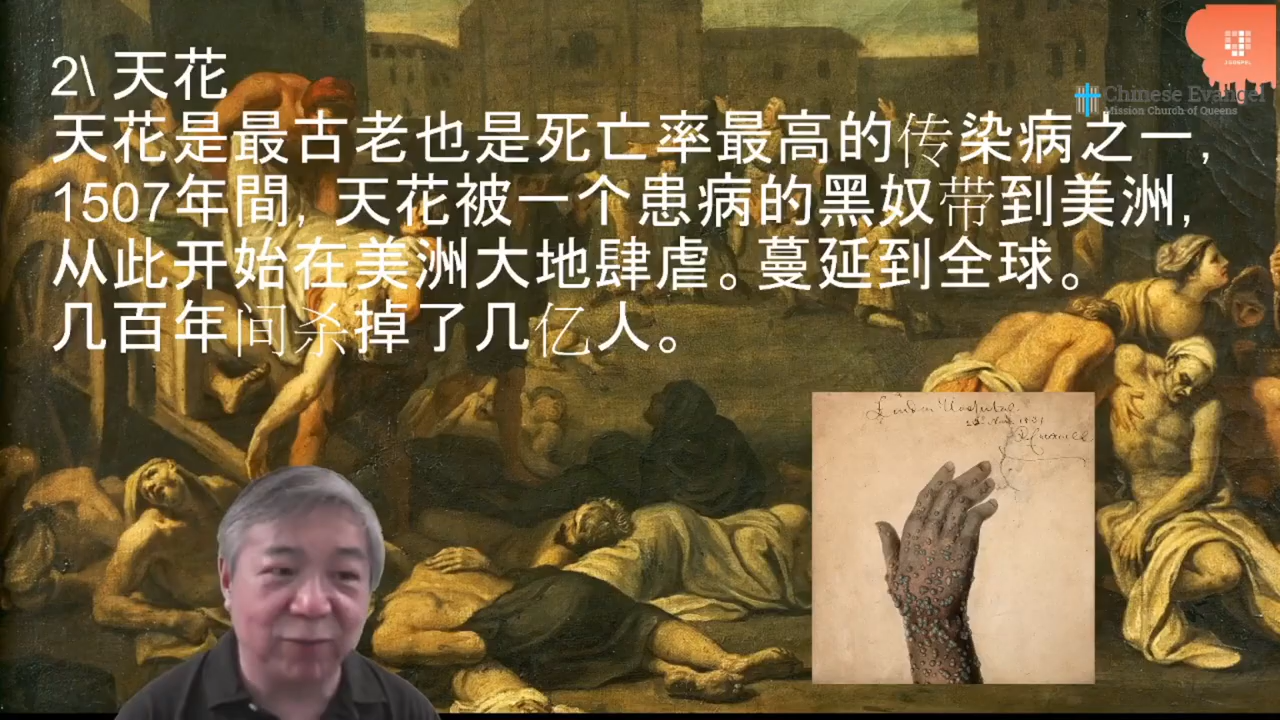 2\ 天花
天花是最古老也是死亡率最高的传染病之一,
1507年間, 天花被一个患病的黑奴带到美洲,
从此开始在美洲大地肆虐。蔓延到全球。
几百年间杀掉了几亿人。
Chinese Evangel
Mission Church of Queens
London Hospital